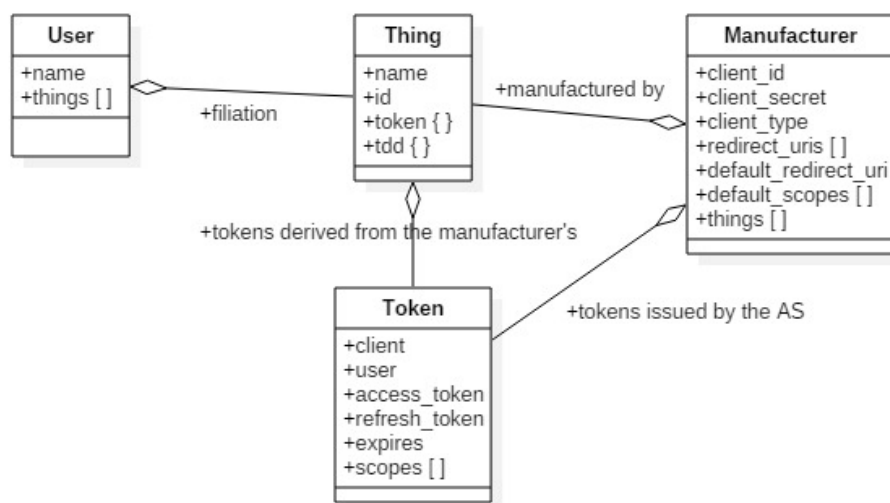 User
+name
+things [ ]
+filiation
Thing
+name
+id
+token { }
+tdd { }
+manufactured by
Manufacturer
+client_id
+client_secret
+client_type
+redirect_uris [ ]
+default_redirect_uri
+default_scopes [ ]
+things [ ]
+tokens derived from the manufacturer's
+tokens issued by the AS
Token
+client
+user
+access_token
+refresh_token
+expires
+scopes [ ]